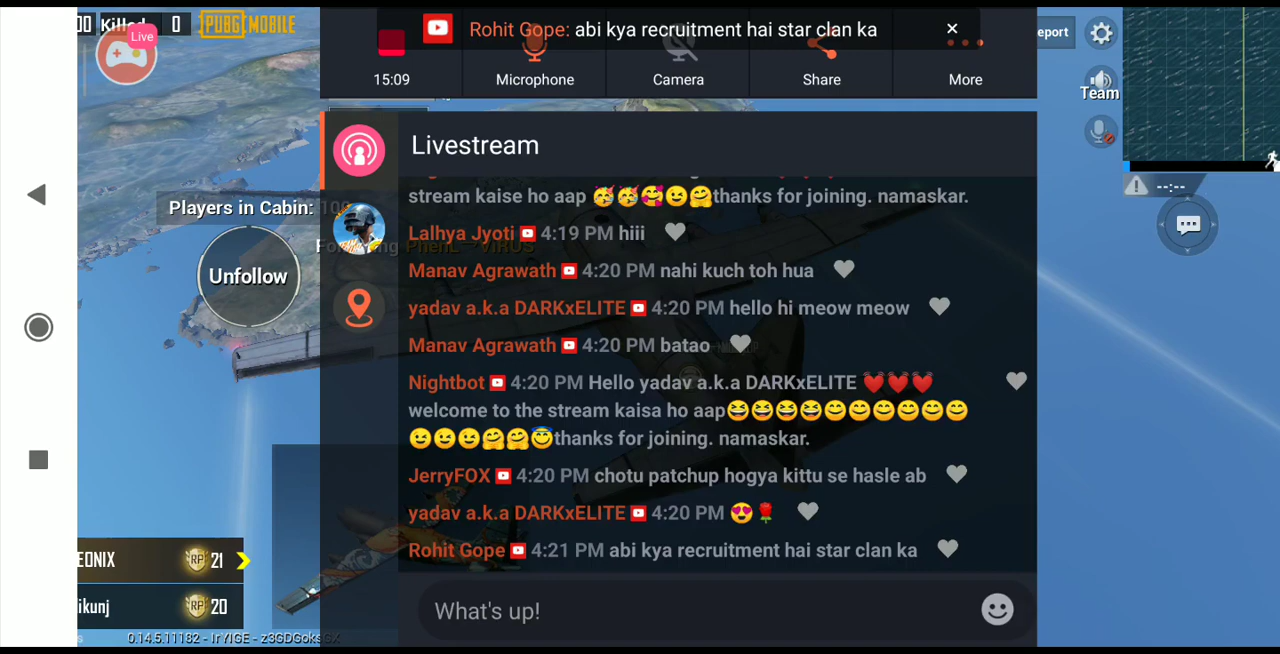 Killed 0 PUBG MOBILE
Live
Rohit Gope: abi kya recruitment hai star clan ka
15:09
Microphone
Camera
Share
More
Team
Livestream
stream kaise ho aap 🥳🥳🥰😉🤗thanks for joining. namaskar.
Players in Cabin:
Unfollow
Lalhya Jyoti 4:19 PM hiii
Manav Agrawath 4:20 PM nahi kuch toh hua
yadav a.k.a DARKxELITE 4:20 PM hello hi meow meow
Manav Agrawath 4:20 PM batao
Nightbot 4:20 PM Hello yadav a.k.a DARKxELITE 💓💓💓
welcome to the stream kaisa ho aap😆😆😆😆😊😊😊😊😊😊
😉😉😉🤗🤗😇thanks for joining. namaskar.
JerryFOX 4:20 PM chotu patchup hogya kittu se hasle ab
yadav a.k.a DARKxELITE 4:20 PM 😍🌹
Rohit Gope 4:21 PM abi kya recruitment hai star clan ka
What's up!
EONIX RP 21
ikunj RP 20
--:--